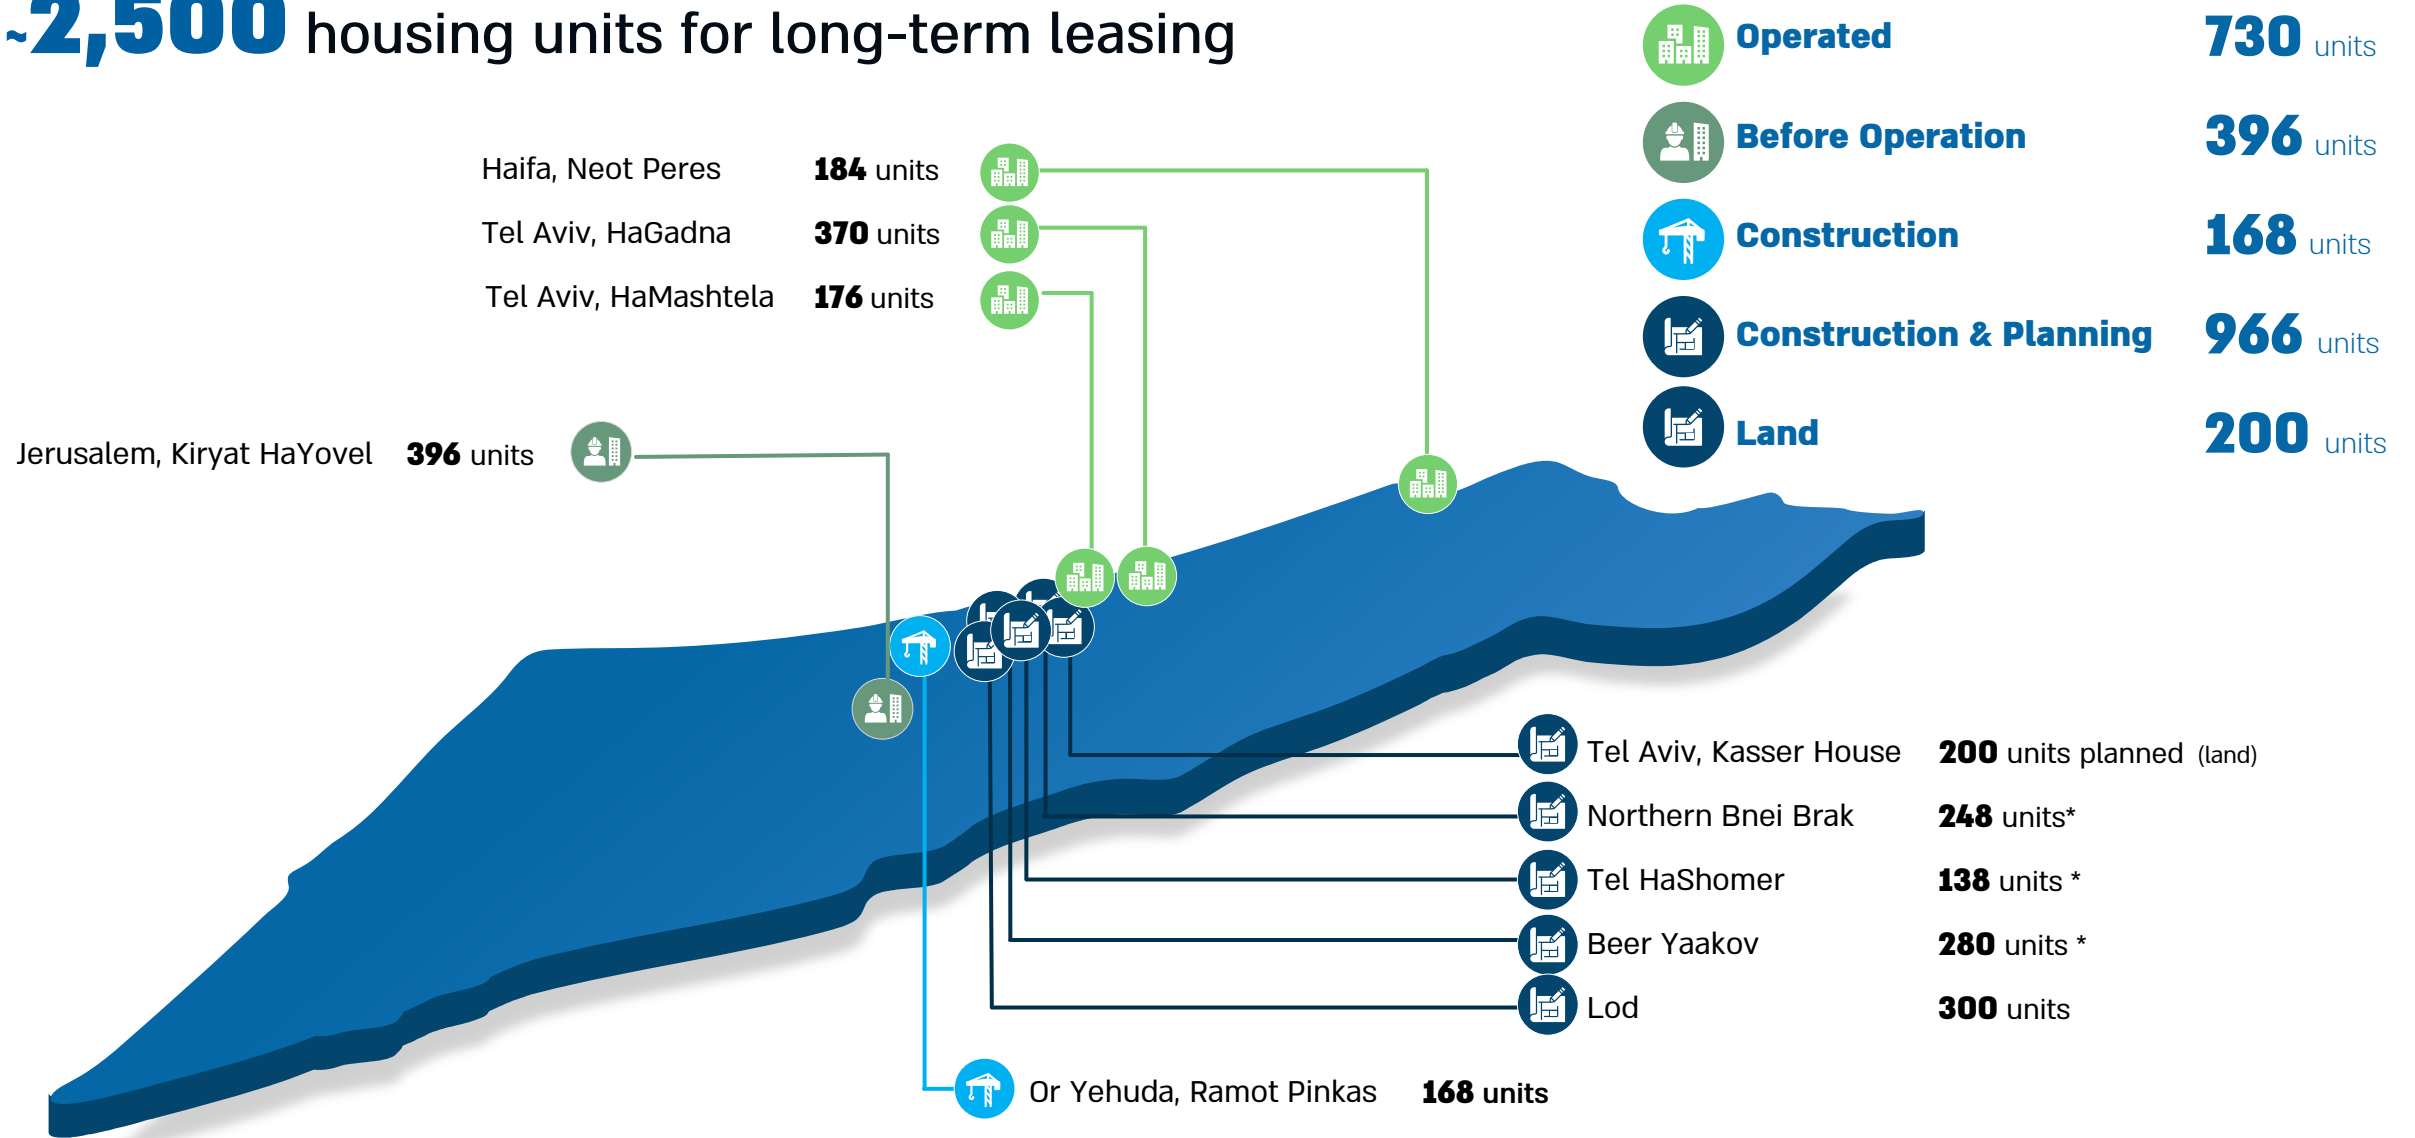 ~2,500 housing units for long-term leasing
Operated 730 units
Before Operation 396 units
Construction 168 units
Construction & Planning 966 units
Land 200 units
Haifa, Neot Peres 184 units
Tel Aviv, HaGadna 370 units
Tel Aviv, HaMashtela 176 units
Jerusalem, Kiryat HaYovel 396 units
Tel Aviv, Kasser House 200 units planned (land)
Northern Bnei Brak 248 units*
Tel HaShomer 138 units *
Beer Yaakov 280 units *
Lod 300 units
Or Yehuda, Ramot Pinkas 168 units